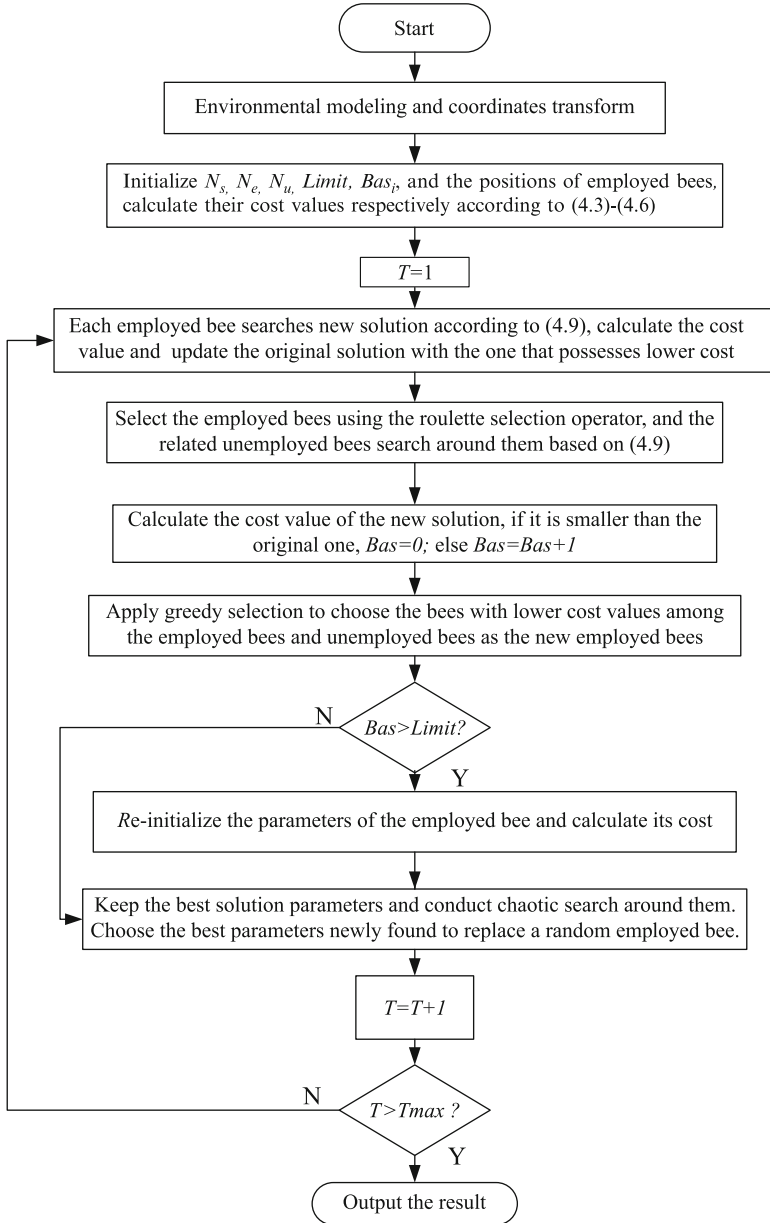 Start
Environmental modeling and coordinates transform
Initialize Ns, Ne, Nu, Limit, Basi, and the positions of employed bees,
calculate their cost values respectively according to (4.3)-(4.6)
T=1
Each employed bee searches new solution according to (4.9), calculate the cost
value and update the original solution with the one that possesses lower cost
Select the employed bees using the roulette selection operator, and the
related unemployed bees search around them based on (4.9)
Calculate the cost value of the new solution, if it is smaller than the
original one, Bas=0; else Bas=Bas+1
Apply greedy selection to choose the bees with lower cost values among
the employed bees and unemployed bees as the new employed bees
N
Bas>Limit?
Y
Re-initialize the parameters of the employed bee and calculate its cost
Keep the best solution parameters and conduct chaotic search around them.
Choose the best parameters newly found to replace a random employed bee.
T=T+1
N
T>Tmax ?
Y
Output the result